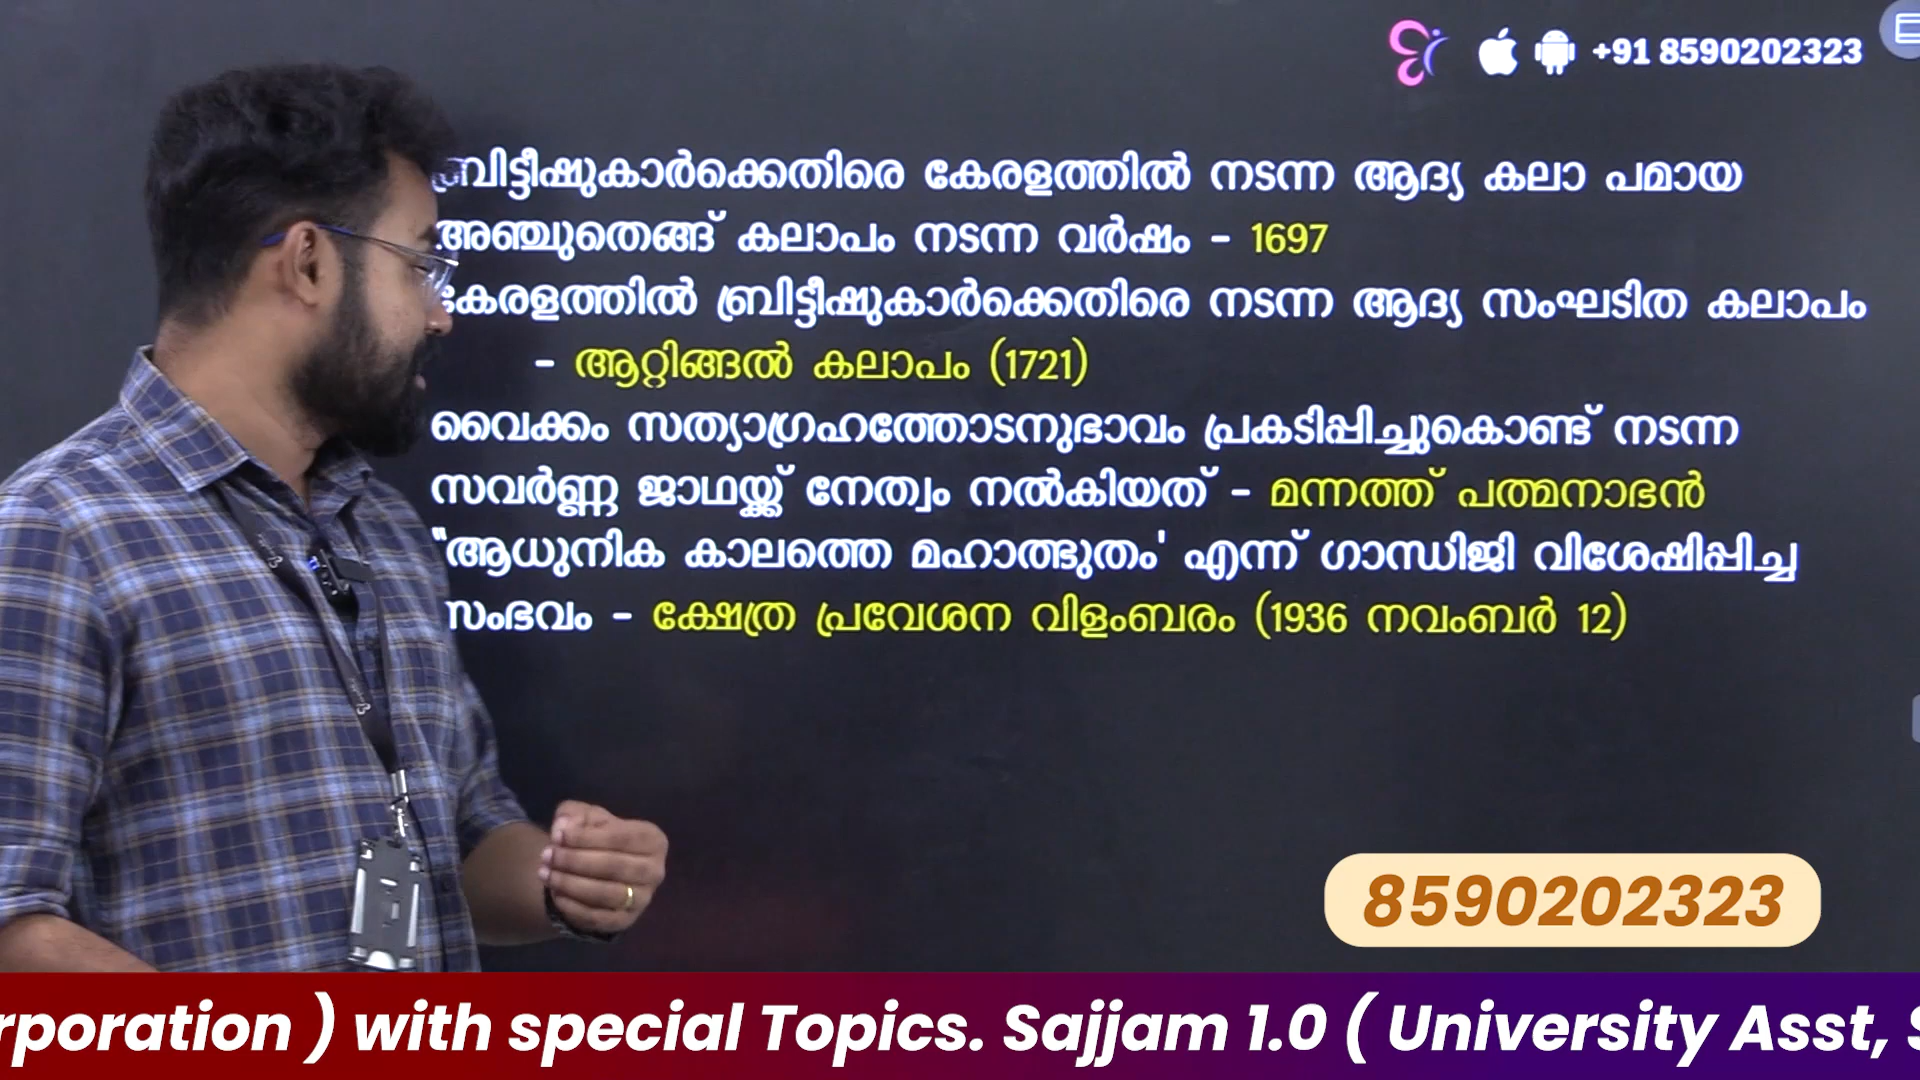 +91 8590202323
ബ്രിട്ടീഷുകാർക്കെതിരെ കേരളത്തിൽ നടന്ന ആദ്യ കലാ പമായ
അഞ്ചുതെങ്ങ് കലാപം നടന്ന വർഷം - 1697
കേരളത്തിൽ ബ്രിട്ടീഷുകാർക്കെതിരെ നടന്ന ആദ്യ സംഘടിത കലാപം
- ആറ്റിങ്ങൽ കലാപം (1721)
വൈക്കം സത്യാഗ്രഹത്തോടനുഭാവം പ്രകടിപ്പിച്ചുകൊണ്ട് നടന്ന
സവർണ്ണ ജാഥയ്ക്ക് നേതൃം നൽകിയത് - മന്നത്ത് പത്മനാഭൻ
"ആധുനിക കാലത്തെ മഹാത്ഭുതം' എന്ന് ഗാന്ധിജി വിശേഷിപ്പിച്ച
സംഭവം - ക്ഷേത്ര പ്രവേശന വിളംബരം (1936 നവംബർ 12)
8590202323
rporation ) with special Topics. Sajjam 1.0 ( University Asst, S